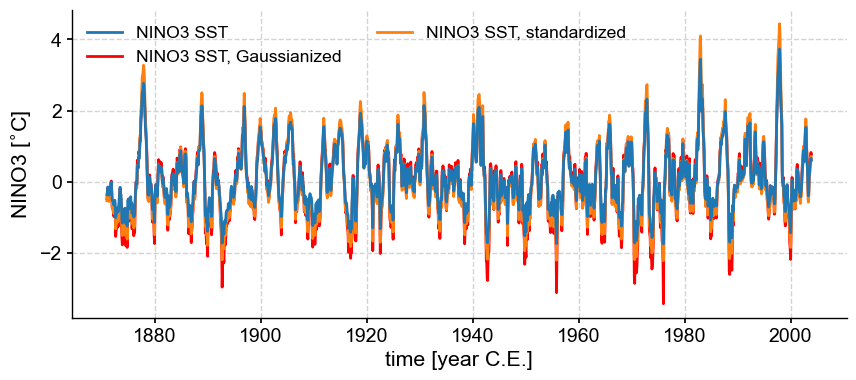 NINO3 SST
NINO3 SST, standardized
NINO3 SST, Gaussianized
4
2
0
−2
NINO3 [°C]
1880 1900 1920 1940 1960 1980 2000
time [year C.E.]